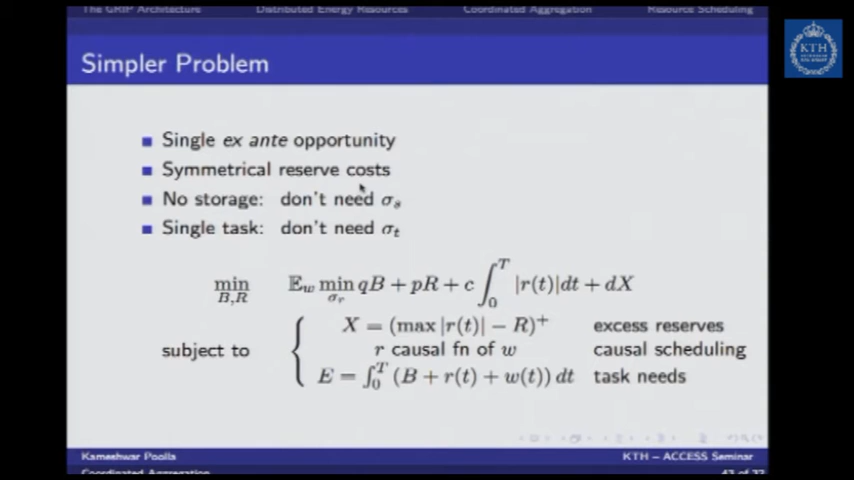 The GRIP Architecture Distributed Energy Resources Coordinated Aggregation Resource Scheduling
KTH
Simpler Problem
Single ex ante opportunity
Symmetrical reserve costs
No storage: don't need σ_s
Single task: don't need σ_t
min_{B,R} 𝔼_w min_{σ_r} qB + pR + c ∫_0^T |r(t)|dt + dX
X = (max |r(t)| − R)^+ excess reserves
subject to { r causal fn of w causal scheduling
E = ∫_0^T (B + r(t) + w(t)) dt task needs
Kameshwar Poolla KTH – ACCESS Seminar
Coordinated Aggregation